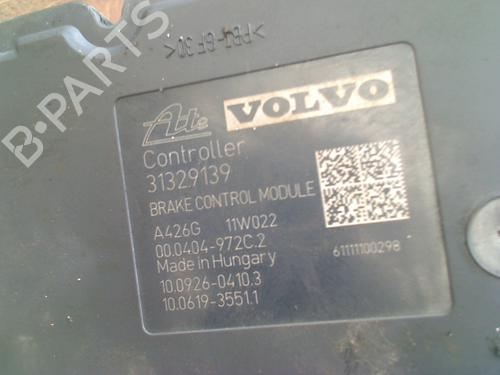 >PBT-GF30<
Ate VOLVO
Controller
31329139
BRAKE CONTROL MODULE
A426G 11W022
00.0404-972C.2
Made in Hungary
10.0926-0410.3
10.0619-3551.1
61111100298
B-PARTS